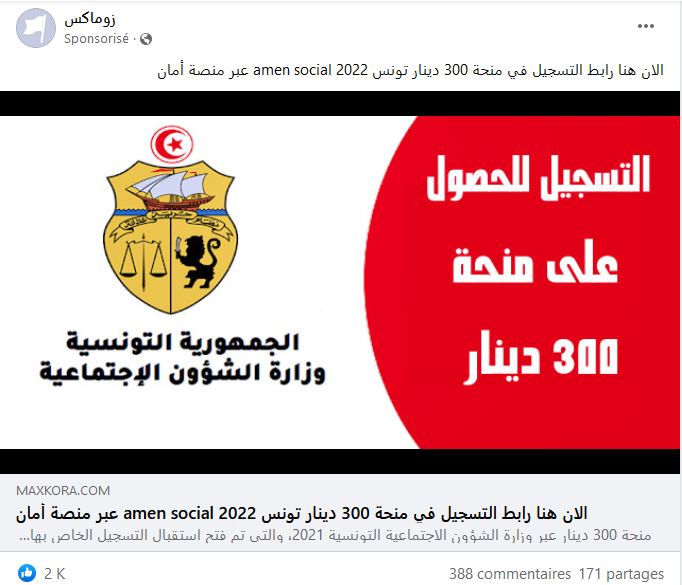 زوماكس
Sponsorisé ·
الان هنا رابط التسجيل في منحة 300 دينار تونس amen social 2022 عبر منصة أمان
التسجيل للحصول
على منحة
300 دينار
الجمهورية التونسية
وزارة الشؤون الإجتماعية
MAXKORA.COM
الان هنا رابط التسجيل في منحة 300 دينار تونس amen social 2022 عبر منصة أمان
منحة 300 دينار عبر وزارة الشؤون الاجتماعية التونسية 2021، والتي تم فتح استقبال التسجيل الخاص بها...
2 K
388 commentaires 171 partages